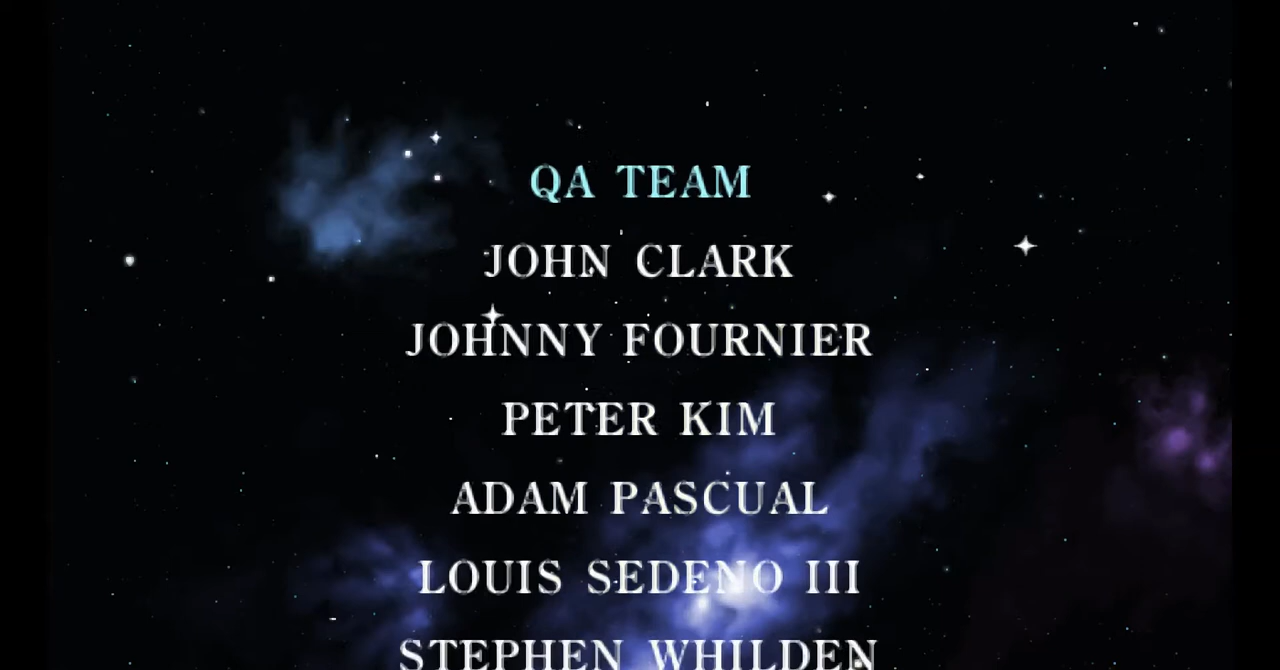 QA TEAM
JOHN CLARK
JOHNNY FOURNIER
PETER KIM
ADAM PASCUAL
LOUIS SEDENO III
STEPHEN WHILDEN